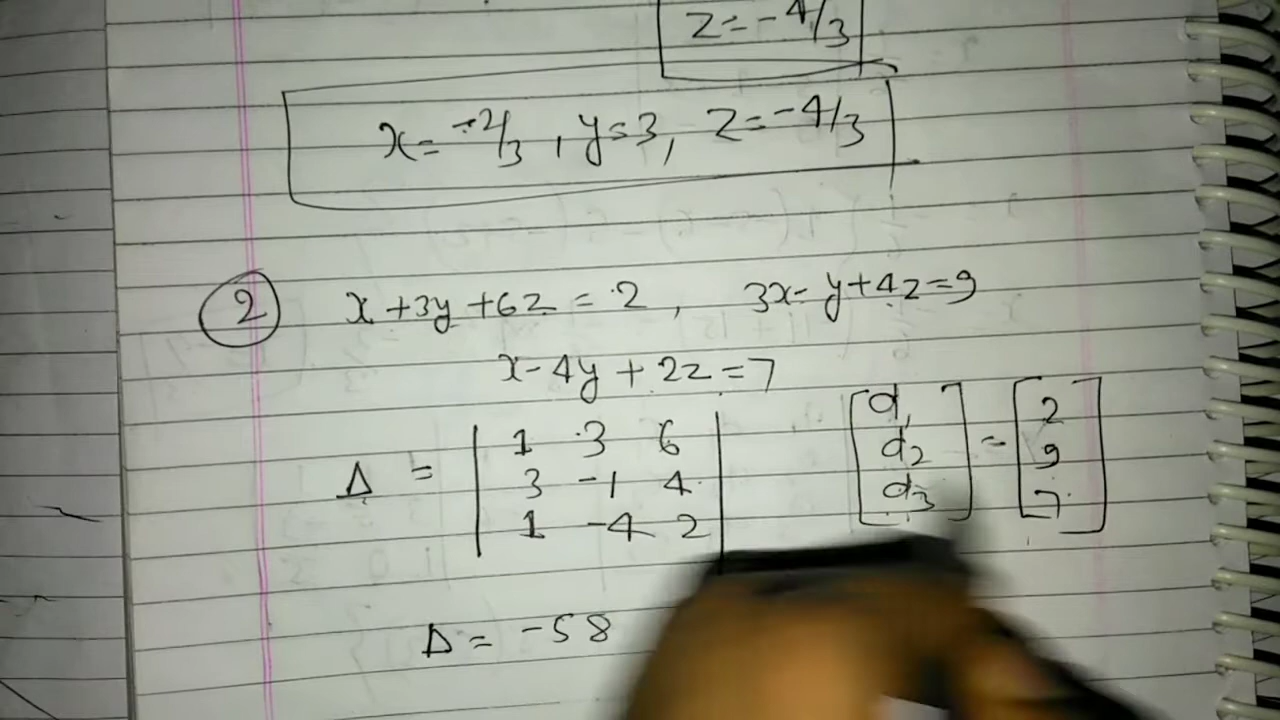 z = -4/3
x = -2/3 , y = 3, z = -4/3
2 x + 3y + 6z = 2 , 3x - y + 4z = 9
x - 4y + 2z = 7
Δ = | 1 3 6 | [d1] = [2]
| 3 -1 4 | [d2] [9]
| 1 -4 2 | [d3] [7]
Δ = -58